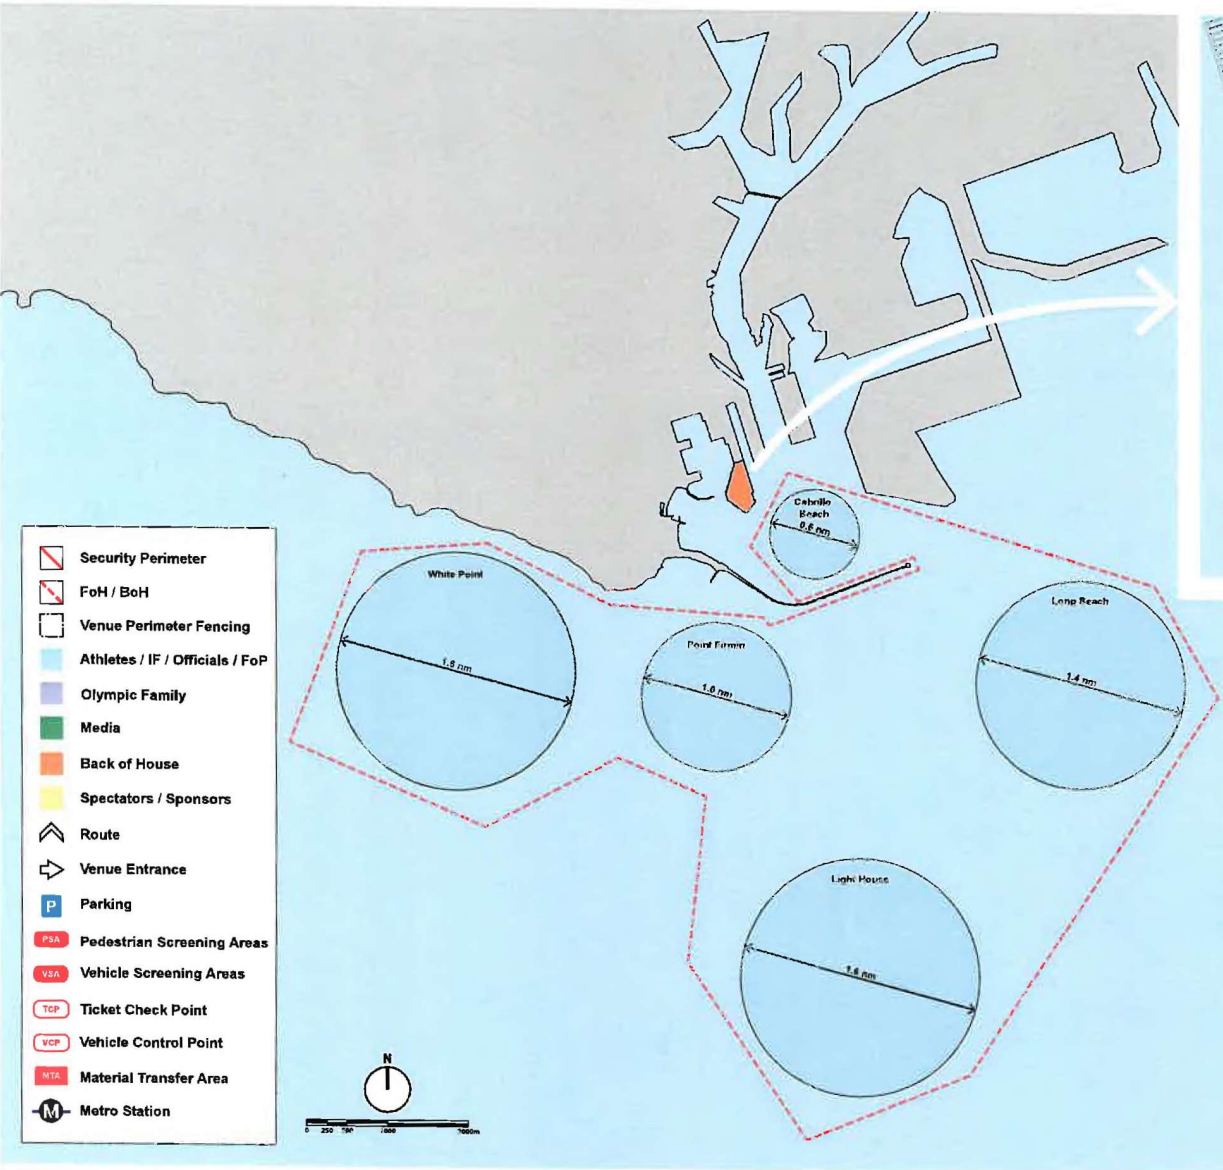 Cabrillo
Beach
0.6 nm
White Point
1.6 nm
Point Fermin
1.0 nm
Long Beach
1.4 nm
Light House
1.6 nm
Security Perimeter
FoH / BoH
Venue Perimeter Fencing
Athletes / IF / Officials / FoP
Olympic Family
Media
Back of House
Spectators / Sponsors
Route
Venue Entrance
P Parking
PSA Pedestrian Screening Areas
VSA Vehicle Screening Areas
TCP Ticket Check Point
VCP Vehicle Control Point
MTA Material Transfer Area
M Metro Station
N
0 250 500 1000 2000m